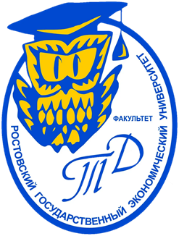 ФАКУЛЬТЕТ
ТД
РОСТОВСКИЙ ГОСУДАРСТВЕННЫЙ ЭКОНОМИЧЕСКИЙ УНИВЕРСИТЕТ